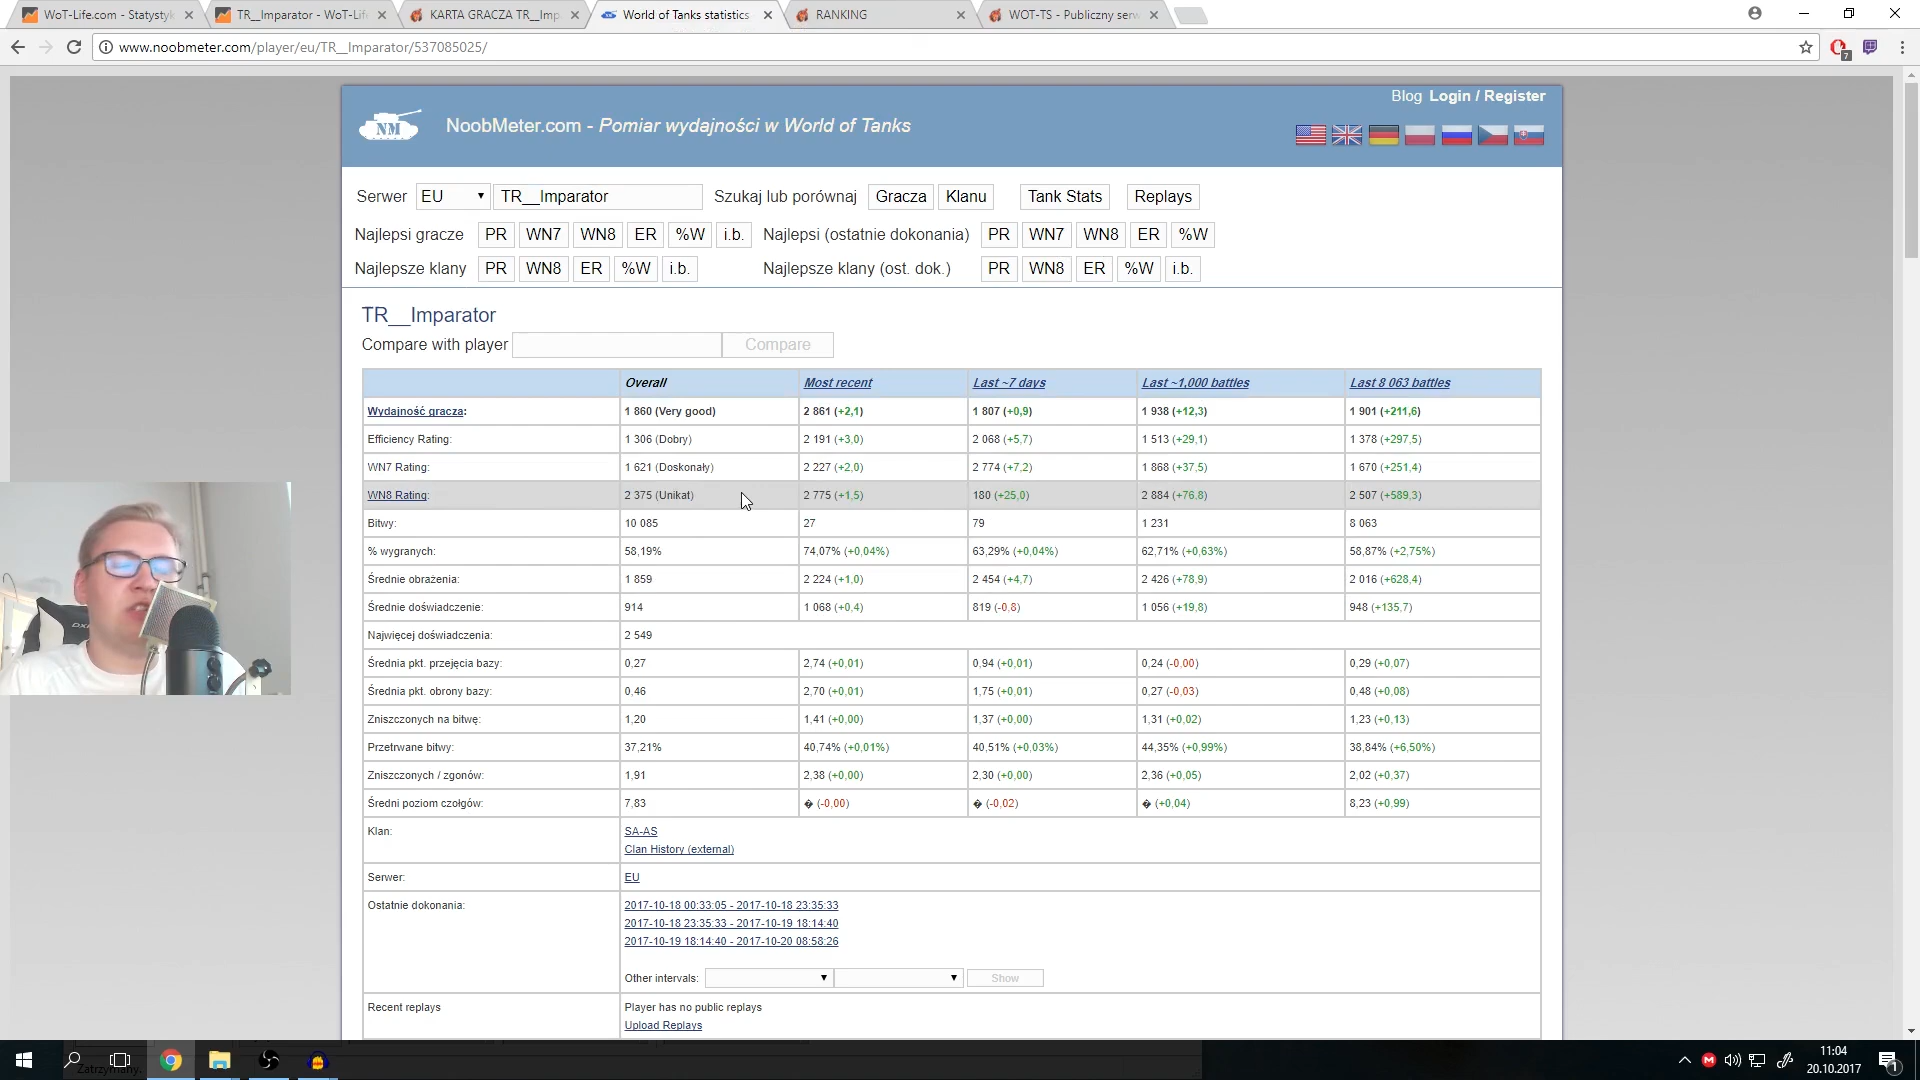 WoT-Life.com - Statystyk
TR__Imparator - WoT-Life
KARTA GRACZA TR__Imp
World of Tanks statistics
RANKING
WOT-TS - Publiczny serw
www.noobmeter.com/player/eu/TR__Imparator/537085025/
7
Blog Login / Register
NM
NoobMeter.com - Pomiar wydajności w World of Tanks
Serwer EU TR__Imparator Szukaj lub porównaj Gracza Klanu Tank Stats Replays
Najlepsi gracze PR WN7 WN8 ER %W i.b. Najlepsi (ostatnie dokonania) PR WN7 WN8 ER %W
Najlepsze klany PR WN8 ER %W i.b. Najlepsze klany (ost. dok.) PR WN8 ER %W i.b.
TR__Imparator
Compare with player Compare
Overall Most recent Last ~7 days Last ~1,000 battles Last 8 063 battles
Wydajność gracza: 1 860 (Very good) 2 861 (+2,1) 1 807 (+0,9) 1 938 (+12,3) 1 901 (+211,6)
Efficiency Rating: 1 306 (Dobry) 2 191 (+3,0) 2 068 (+5,7) 1 513 (+29,1) 1 378 (+297,5)
WN7 Rating: 1 621 (Doskonały) 2 227 (+2,0) 2 774 (+7,2) 1 868 (+37,5) 1 670 (+251,4)
WN8 Rating: 2 375 (Unikat) 2 775 (+1,5) 180 (+25,0) 2 884 (+76,8) 2 507 (+589,3)
Bitwy: 10 085 27 79 1 231 8 063
% wygranych: 58,19% 74,07% (+0,04%) 63,29% (+0,04%) 62,71% (+0,63%) 58,87% (+2,75%)
Średnie obrażenia: 1 859 2 224 (+1,0) 2 454 (+4,7) 2 426 (+78,9) 2 016 (+628,4)
Średnie doświadczenie: 914 1 068 (+0,4) 819 (-0,8) 1 056 (+19,8) 948 (+135,7)
Najwięcej doświadczenia: 2 549
Średnia pkt. przejęcia bazy: 0,27 2,74 (+0,01) 0,94 (+0,01) 0,24 (-0,00) 0,29 (+0,07)
Średnia pkt. obrony bazy: 0,46 2,70 (+0,01) 1,75 (+0,01) 0,27 (-0,03) 0,48 (+0,08)
Zniszczonych na bitwę: 1,20 1,41 (+0,00) 1,37 (+0,00) 1,31 (+0,02) 1,23 (+0,13)
Przetrwane bitwy: 37,21% 40,74% (+0,01%) 40,51% (+0,03%) 44,35% (+0,99%) 38,84% (+6,50%)
Zniszczonych / zgonów: 1,91 2,38 (+0,00) 2,30 (+0,00) 2,36 (+0,05) 2,02 (+0,37)
Średni poziom czołgów: 7,83 � (-0,00) � (-0,02) � (+0,04) 8,23 (+0,99)
Klan: SA-AS
Clan History (external)
Serwer: EU
Ostatnie dokonania: 2017-10-18 00:33:05 - 2017-10-18 23:35:33
2017-10-18 23:35:33 - 2017-10-19 18:14:40
2017-10-19 18:14:40 - 2017-10-20 08:58:26
Other intervals: Show
Recent replays Player has no public replays
Upload Replays
Zatrzymany.
11:04
20.10.2017
1